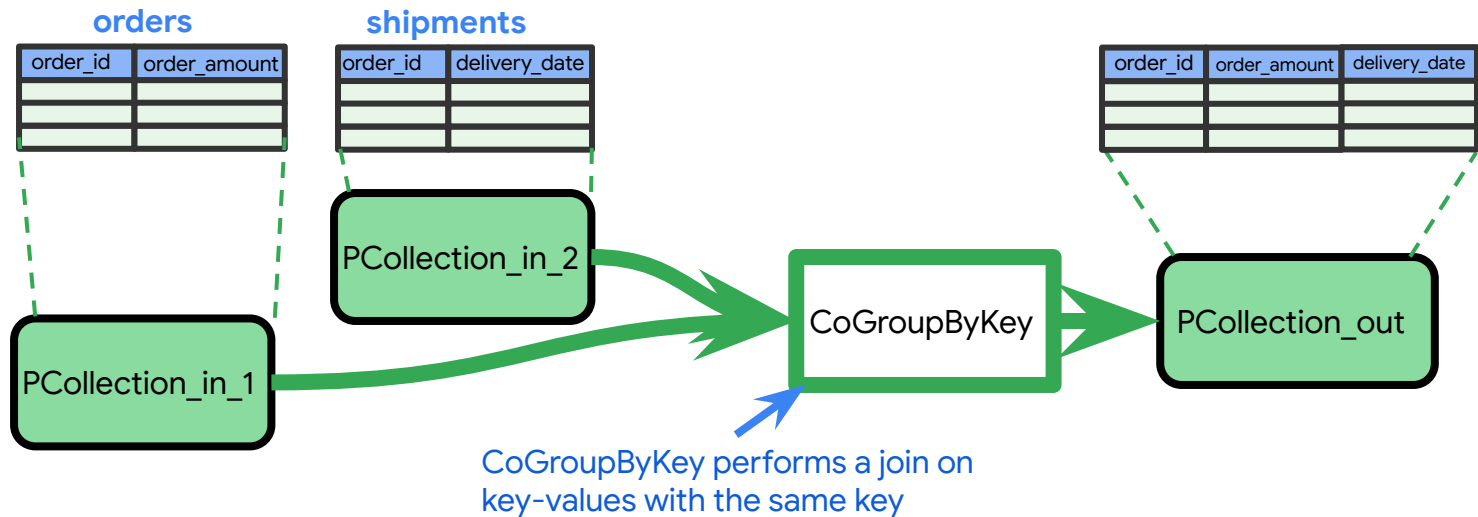 orders
shipments
order_id order_amount
order_id delivery_date
order_id order_amount delivery_date
PCollection_in_2
PCollection_in_1
CoGroupByKey
PCollection_out
CoGroupByKey performs a join on
key-values with the same key